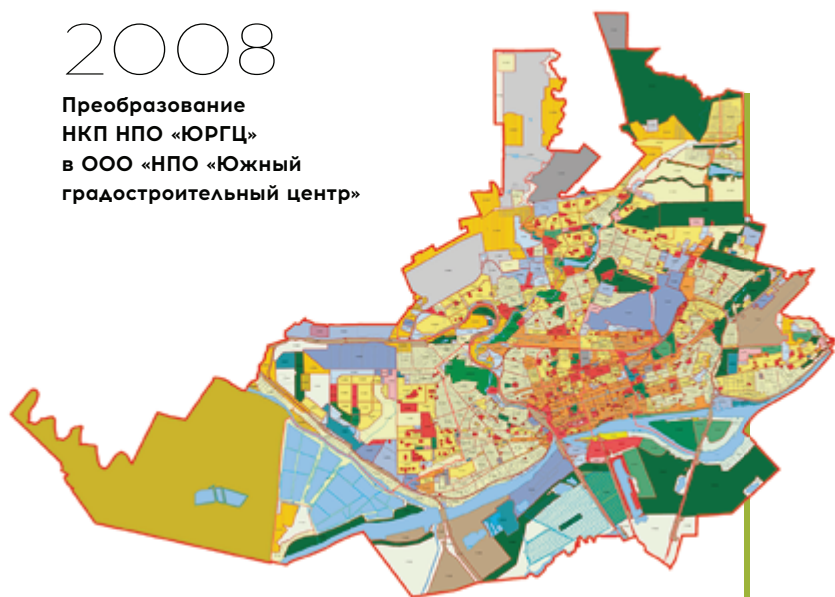 2008
Преобразование
НКП НПО «ЮРГЦ»
в ООО «НПО «Южный
градостроительный центр»